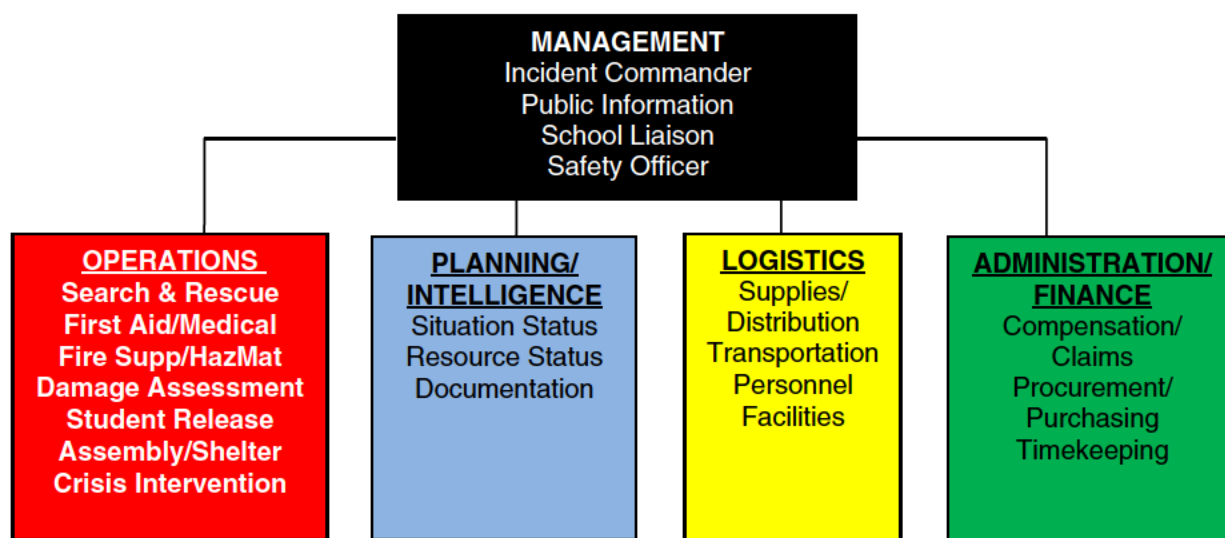 MANAGEMENT
Incident Commander
Public Information
School Liaison
Safety Officer
OPERATIONS
Search & Rescue
First Aid/Medical
Fire Supp/HazMat
Damage Assessment
Student Release
Assembly/Shelter
Crisis Intervention
PLANNING/
INTELLIGENCE
Situation Status
Resource Status
Documentation
LOGISTICS
Supplies/
Distribution
Transportation
Personnel
Facilities
ADMINISTRATION/
FINANCE
Compensation/
Claims
Procurement/
Purchasing
Timekeeping